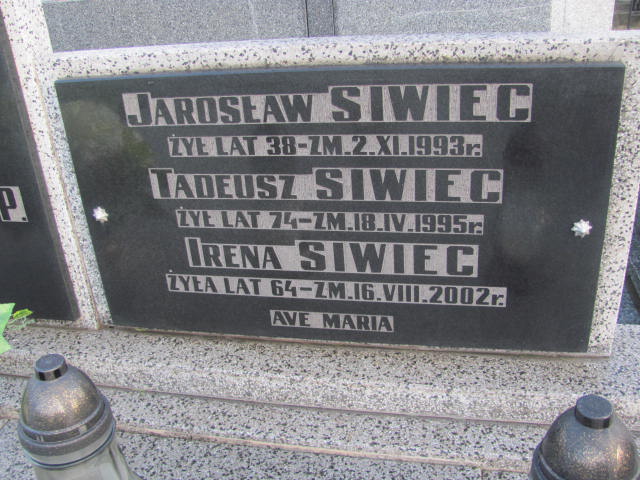 JAROSŁAW SIWIEC
ŻYŁ LAT 38-ZM.2.XI.1993r.
TADEUSZ SIWIEC
ŻYŁ LAT 74-ZM.18.IV.1995r.
IRENA SIWIEC
ŻYŁA LAT 64-ZM.16.VIII.2002r.
AVE MARIA
P.